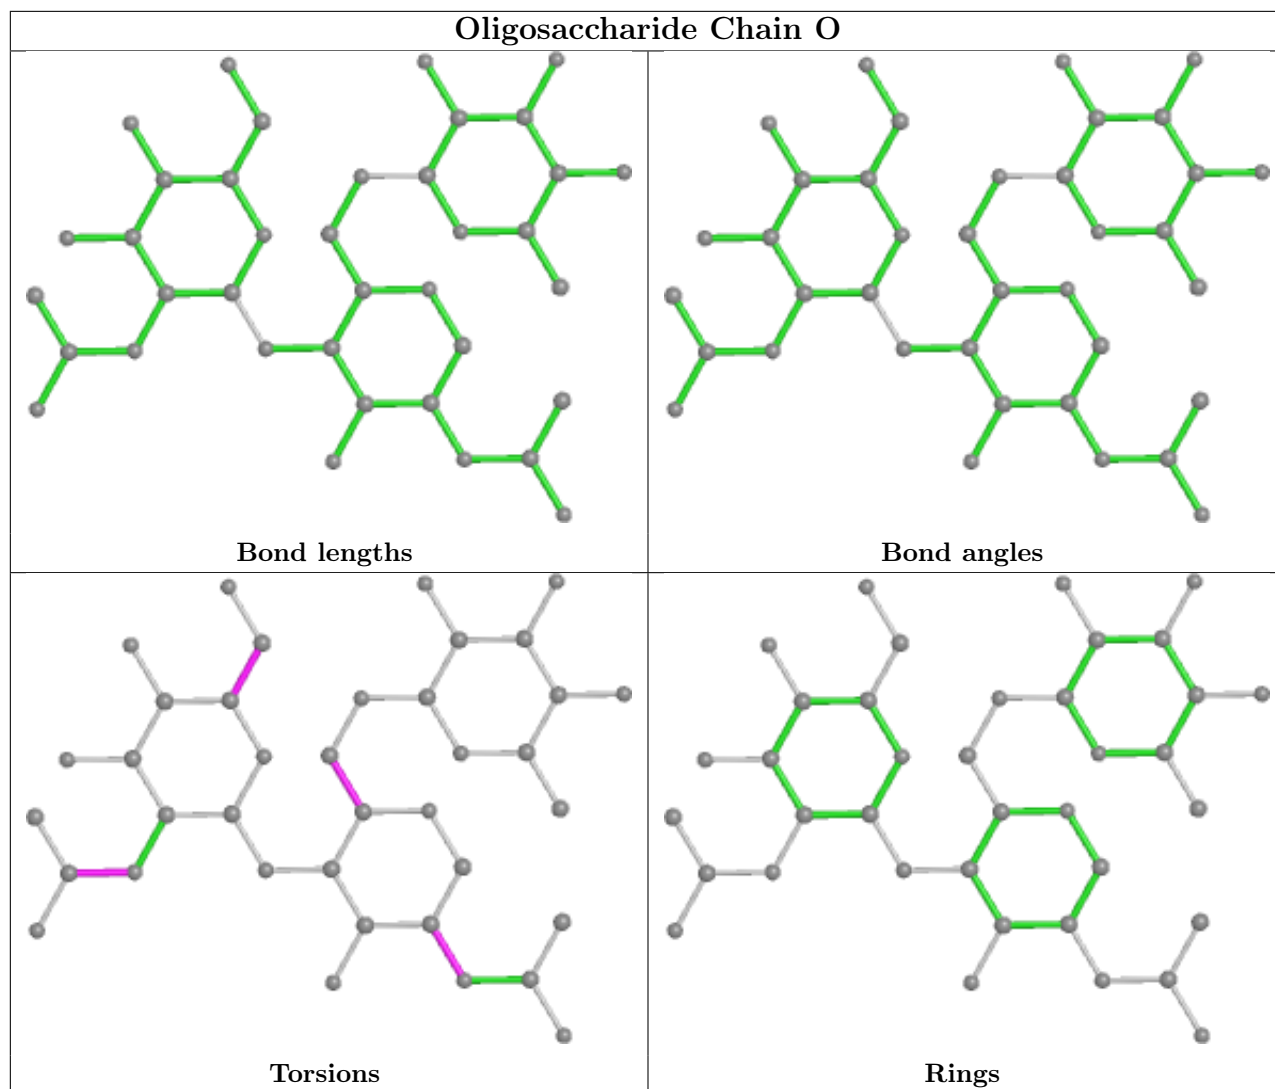 Oligosaccharide Chain O
Bond lengths
Bond angles
Torsions
Rings